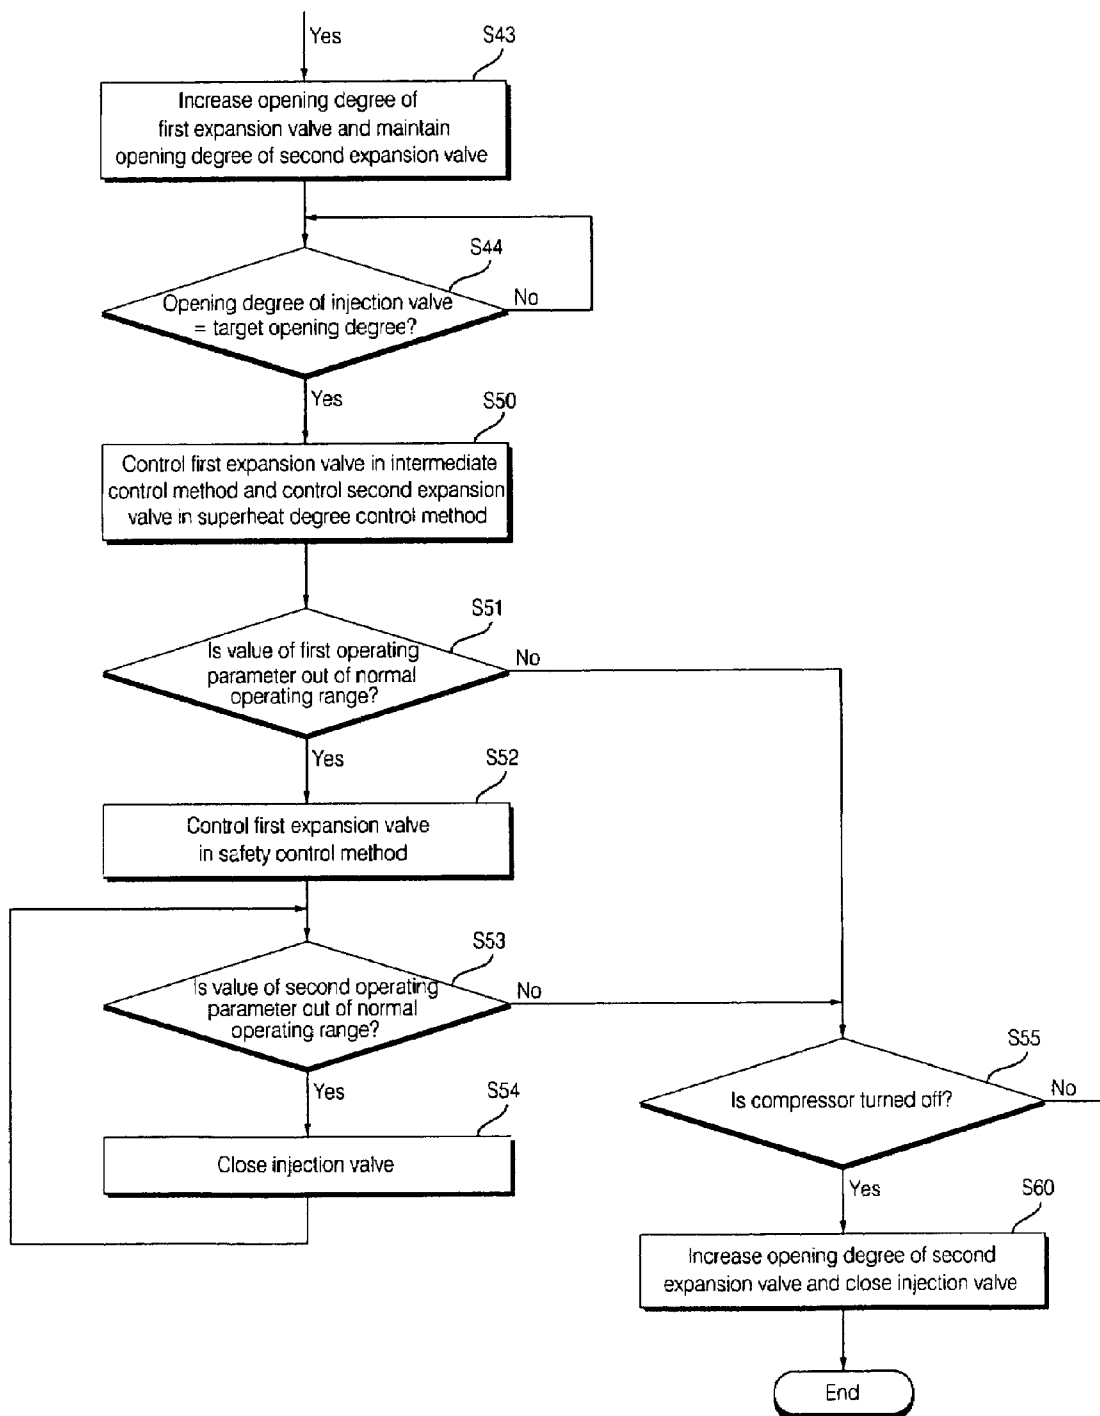 Yes
S43
Increase opening degree of
first expansion valve and maintain
opening degree of second expansion valve
S44
Opening degree of injection valve
= target opening degree?
No
Yes
S50
Control first expansion valve in intermediate
control method and control second expansion
valve in superheat degree control method
S51
Is value of first operating
parameter out of normal
operating range?
No
Yes
S52
Control first expansion valve
in safety control method
S53
Is value of second operating
parameter out of normal
operating range?
No
Yes
S54
Close injection valve
S55
Is compressor turned off?
No
Yes
S60
Increase opening degree of second
expansion valve and close injection valve
End